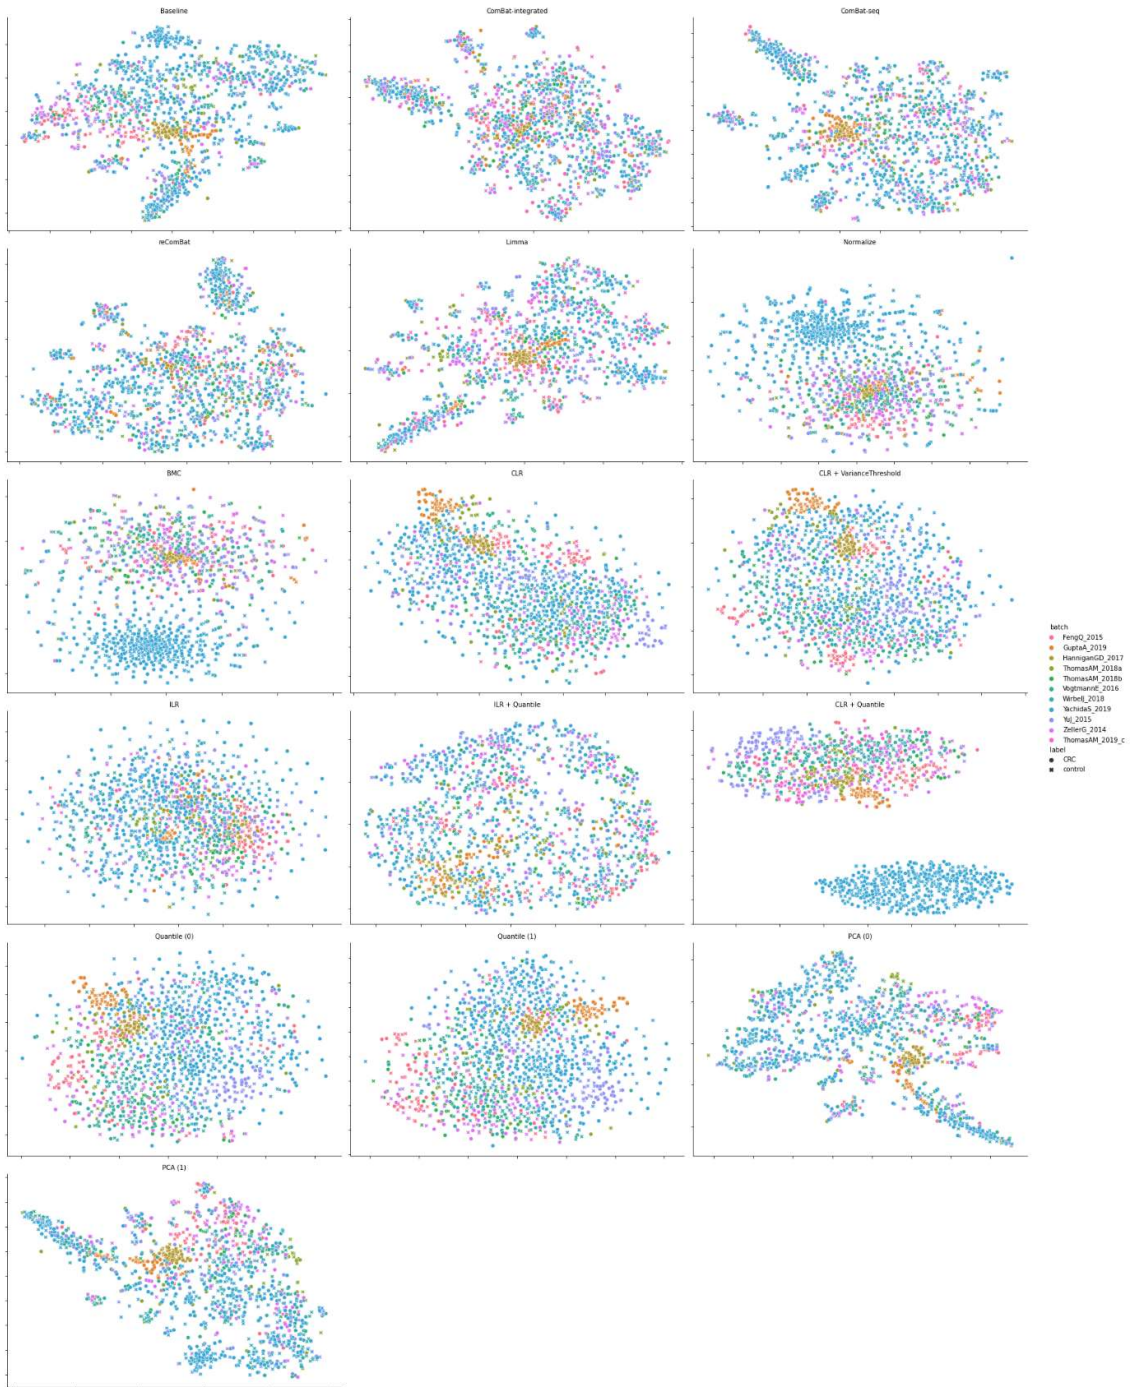 Baseline
ComBat-integrated
ComBat-seq
reComBat
Limma
Normalize
BMC
CLR
CLR + VarianceThreshold
ILR
ILR + Quantile
CLR + Quantile
Quantile (0)
Quantile (1)
PCA (0)
PCA (1)
batch
FengQ_2015
GuptaA_2019
HanniganGD_2017
ThomasAM_2018a
ThomasAM_2018b
VogtmannE_2016
WirbelJ_2018
YachidaS_2019
YuJ_2015
ZellerG_2014
ThomasAM_2019_c
label
CRC
control